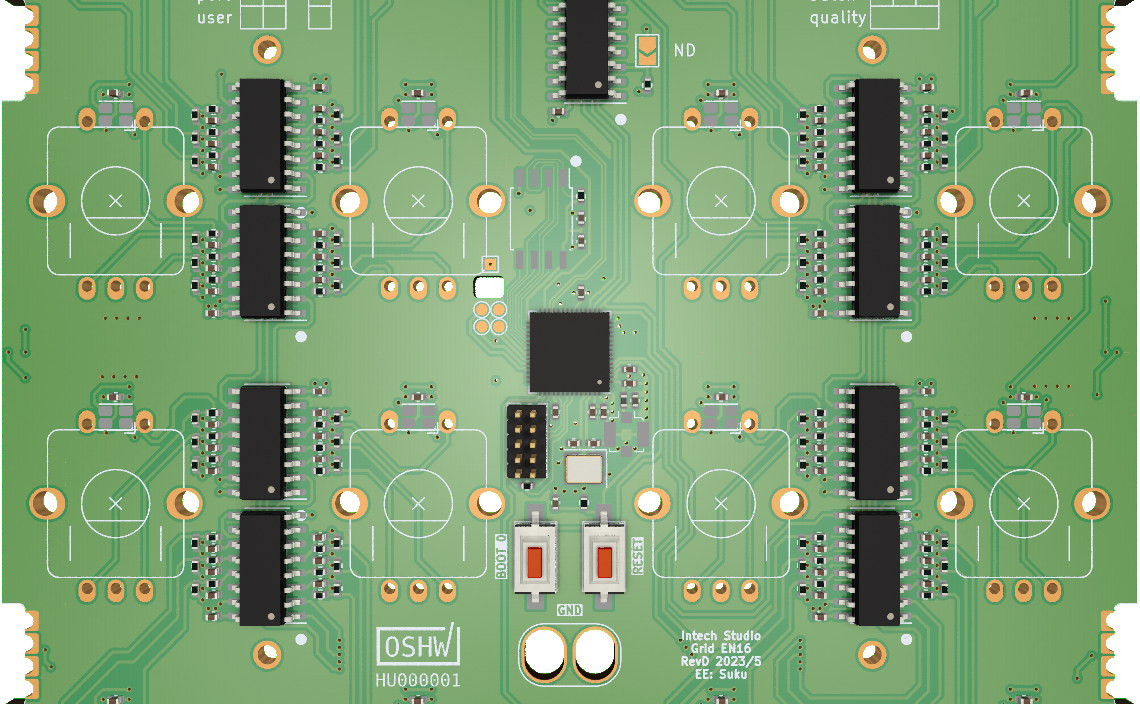 user
quality
ND
BOOT 0
RESET
GND
OSHW
HU000001
Intech Studio
Grid EN16
RevD 2023/5
EE: Suku